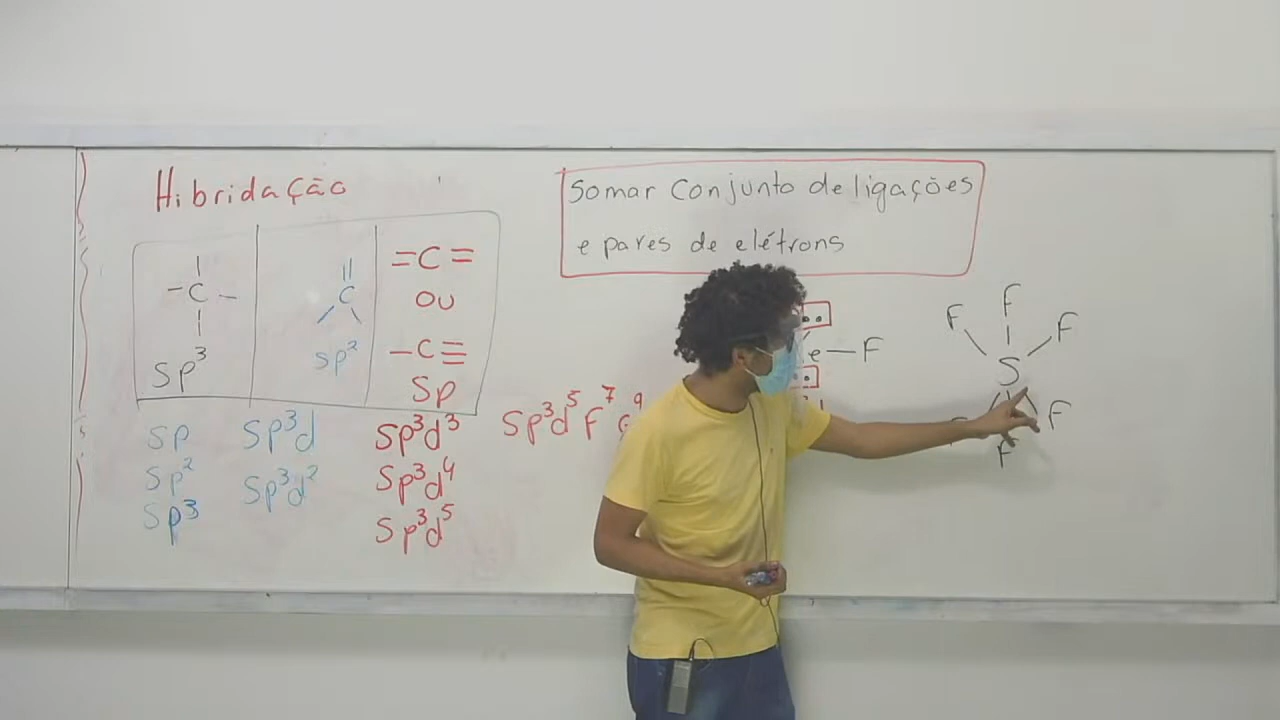 Hibridação
Somar conjunto de ligações
e pares de elétrons
- C -
sp³
C
sp²
= C =
ou
- C ≡
Sp
Sp
Sp²
Sp³
Sp³d
Sp³d²
Sp³d³
Sp³d⁴
Sp³d⁵
Sp³d⁵ F⁷
e — F
F
F F
S
F
F